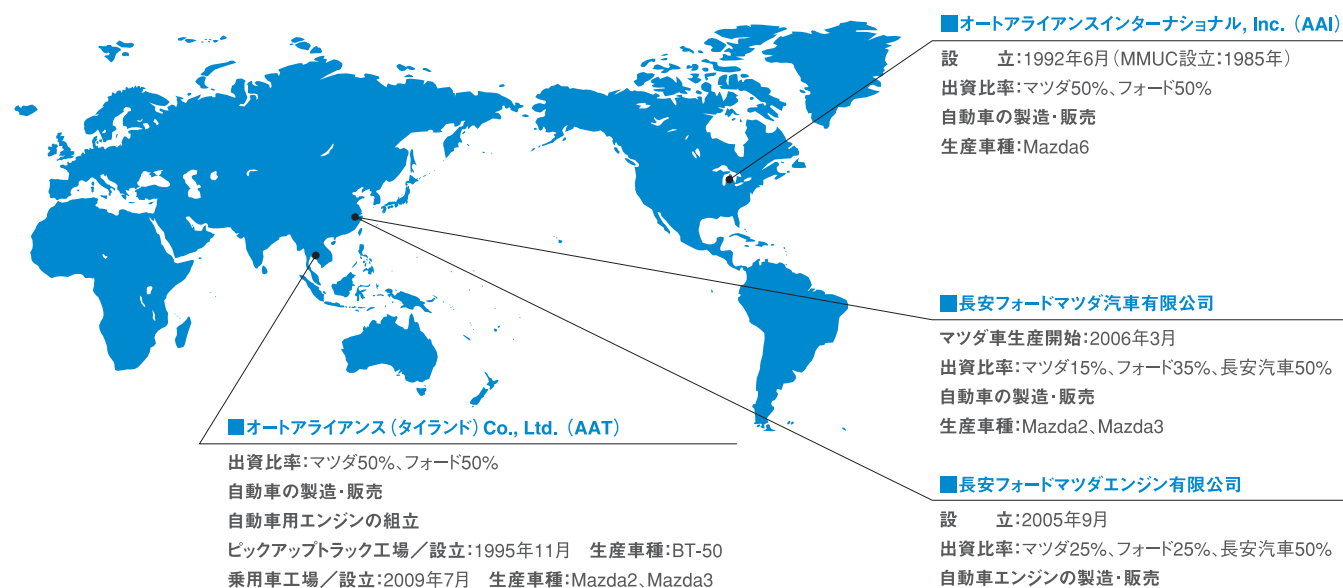 ■オートアライアンスインターナショナル, Inc.（AAI）
設　立：1992年6月（MMUC設立：1985年）
出資比率：マツダ50%、フォード50%
自動車の製造・販売
生産車種：Mazda6
■長安フォードマツダ汽車有限公司
マツダ車生産開始：2006年3月
出資比率：マツダ15%、フォード35%、長安汽車50%
自動車の製造・販売
生産車種：Mazda2、Mazda3
■オートアライアンス（タイランド）Co., Ltd.（AAT）
出資比率：マツダ50%、フォード50%
自動車の製造・販売
自動車用エンジンの組立
ピックアップトラック工場／設立：1995年11月　生産車種：BT-50
乗用車工場／設立：2009年7月　生産車種：Mazda2、Mazda3
■長安フォードマツダエンジン有限公司
設　立：2005年9月
出資比率：マツダ25%、フォード25%、長安汽車50%
自動車エンジンの製造・販売